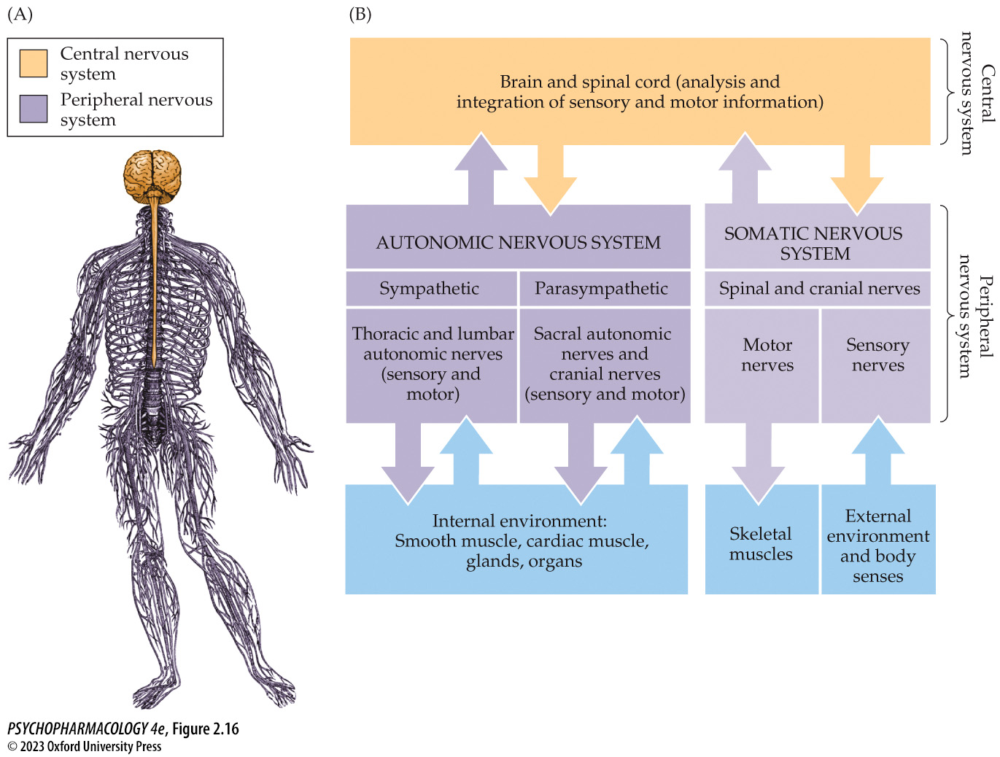 (A)
Central nervous
system
Peripheral nervous
system
(B)
Brain and spinal cord (analysis and
integration of sensory and motor information)
Central
nervous system
AUTONOMIC NERVOUS SYSTEM
Sympathetic
Parasympathetic
Thoracic and lumbar
autonomic nerves
(sensory and
motor)
Sacral autonomic
nerves and
cranial nerves
(sensory and motor)
SOMATIC NERVOUS
SYSTEM
Spinal and cranial nerves
Motor
nerves
Sensory
nerves
Peripheral
nervous system
Internal environment:
Smooth muscle, cardiac muscle,
glands, organs
Skeletal
muscles
External
environment
and body
senses
PSYCHOPHARMACOLOGY 4e, Figure 2.16
© 2023 Oxford University Press